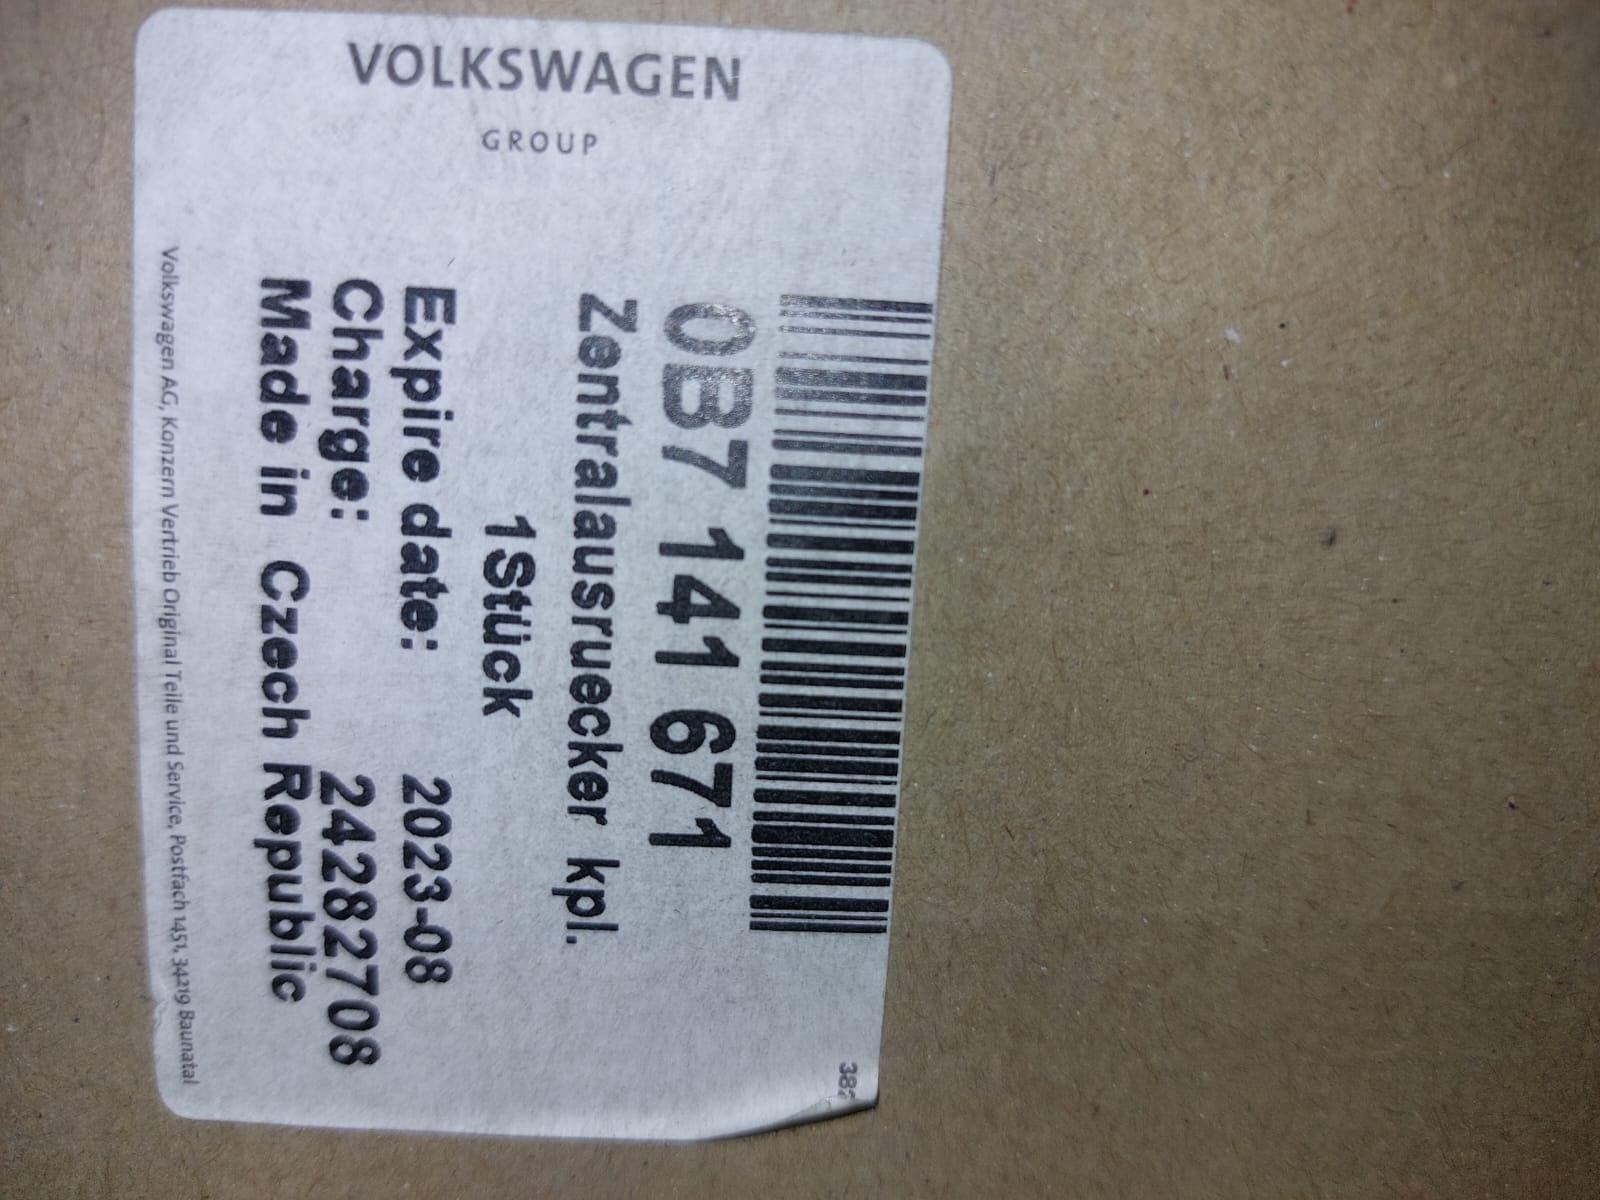 VOLKSWAGEN
GROUP
0B7 141 671
Zentralausruecker kpl.
1Stück
Expire date: 2023-08
Charge: 242827708
Made in Czech Republic
Volkswagen AG, Konzern Vertrieb Original Teile und Service, Postfach 1451, 34219 Baunatal